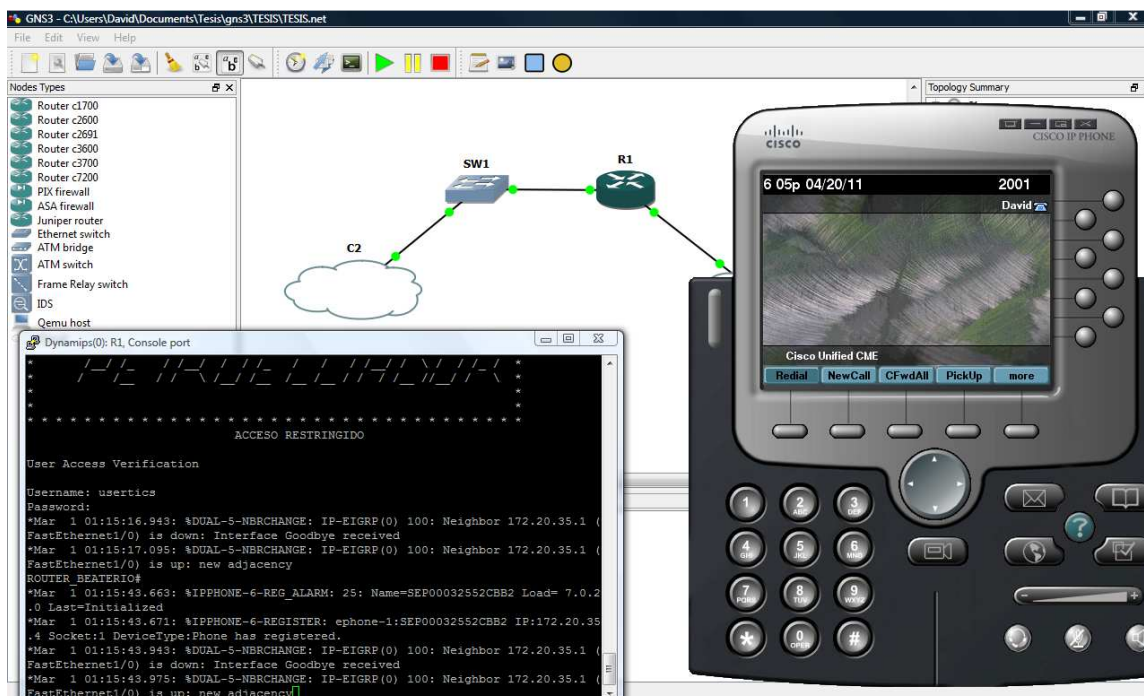 GNS3 - C:\Users\David\Documents\Tesis\gns3\TESIS\TESIS.net
File Edit View Help
Nodes Types
Router c1700
Router c2600
Router c2691
Router c3600
Router c3700
Router c7200
PIX firewall
ASA firewall
Juniper router
Ethernet switch
ATM bridge
ATM switch
Frame Relay switch
IDS
Qemu host
SW1
R1
C2
Topology Summary
Dynamips(0): R1, Console port
ACCESO RESTRINGIDO
User Access Verification
Username: usertics
Password:
*Mar 1 01:15:16.943: %DUAL-5-NBRCHANGE: IP-EIGRP(0) 100: Neighbor 172.20.35.1 (
FastEthernet1/0) is down: Interface Goodbye received
*Mar 1 01:15:17.095: %DUAL-5-NBRCHANGE: IP-EIGRP(0) 100: Neighbor 172.20.35.1 (
FastEthernet1/0) is up: new adjacency
ROUTER_BEATERIO#
*Mar 1 01:15:43.663: %IPPHONE-6-REG_ALARM: 25: Name=SEP00032552CBB2 Load= 7.0.2
.0 Last=Initialized
*Mar 1 01:15:43.671: %IPPHONE-6-REGISTER: ephone-1:SEP00032552CBB2 IP:172.20.35
.4 Socket:1 DeviceType:Phone has registered.
*Mar 1 01:15:43.943: %DUAL-5-NBRCHANGE: IP-EIGRP(0) 100: Neighbor 172.20.35.1 (
FastEthernet1/0) is down: Interface Goodbye received
*Mar 1 01:15:43.975: %DUAL-5-NBRCHANGE: IP-EIGRP(0) 100: Neighbor 172.20.35.1 (
FastEthernet1/0) is up: new adjacency
CISCO
CISCO IP PHONE
6 05p 04/20/11 2001
David
Cisco Unified CME
Redial NewCall CFwdAll PickUp more
1 2 ABC 3 DEF
4 GHI 5 JKL 6 MNO
7 PQRS 8 TUV 9 WXYZ
* 0 OPER #
?
- +